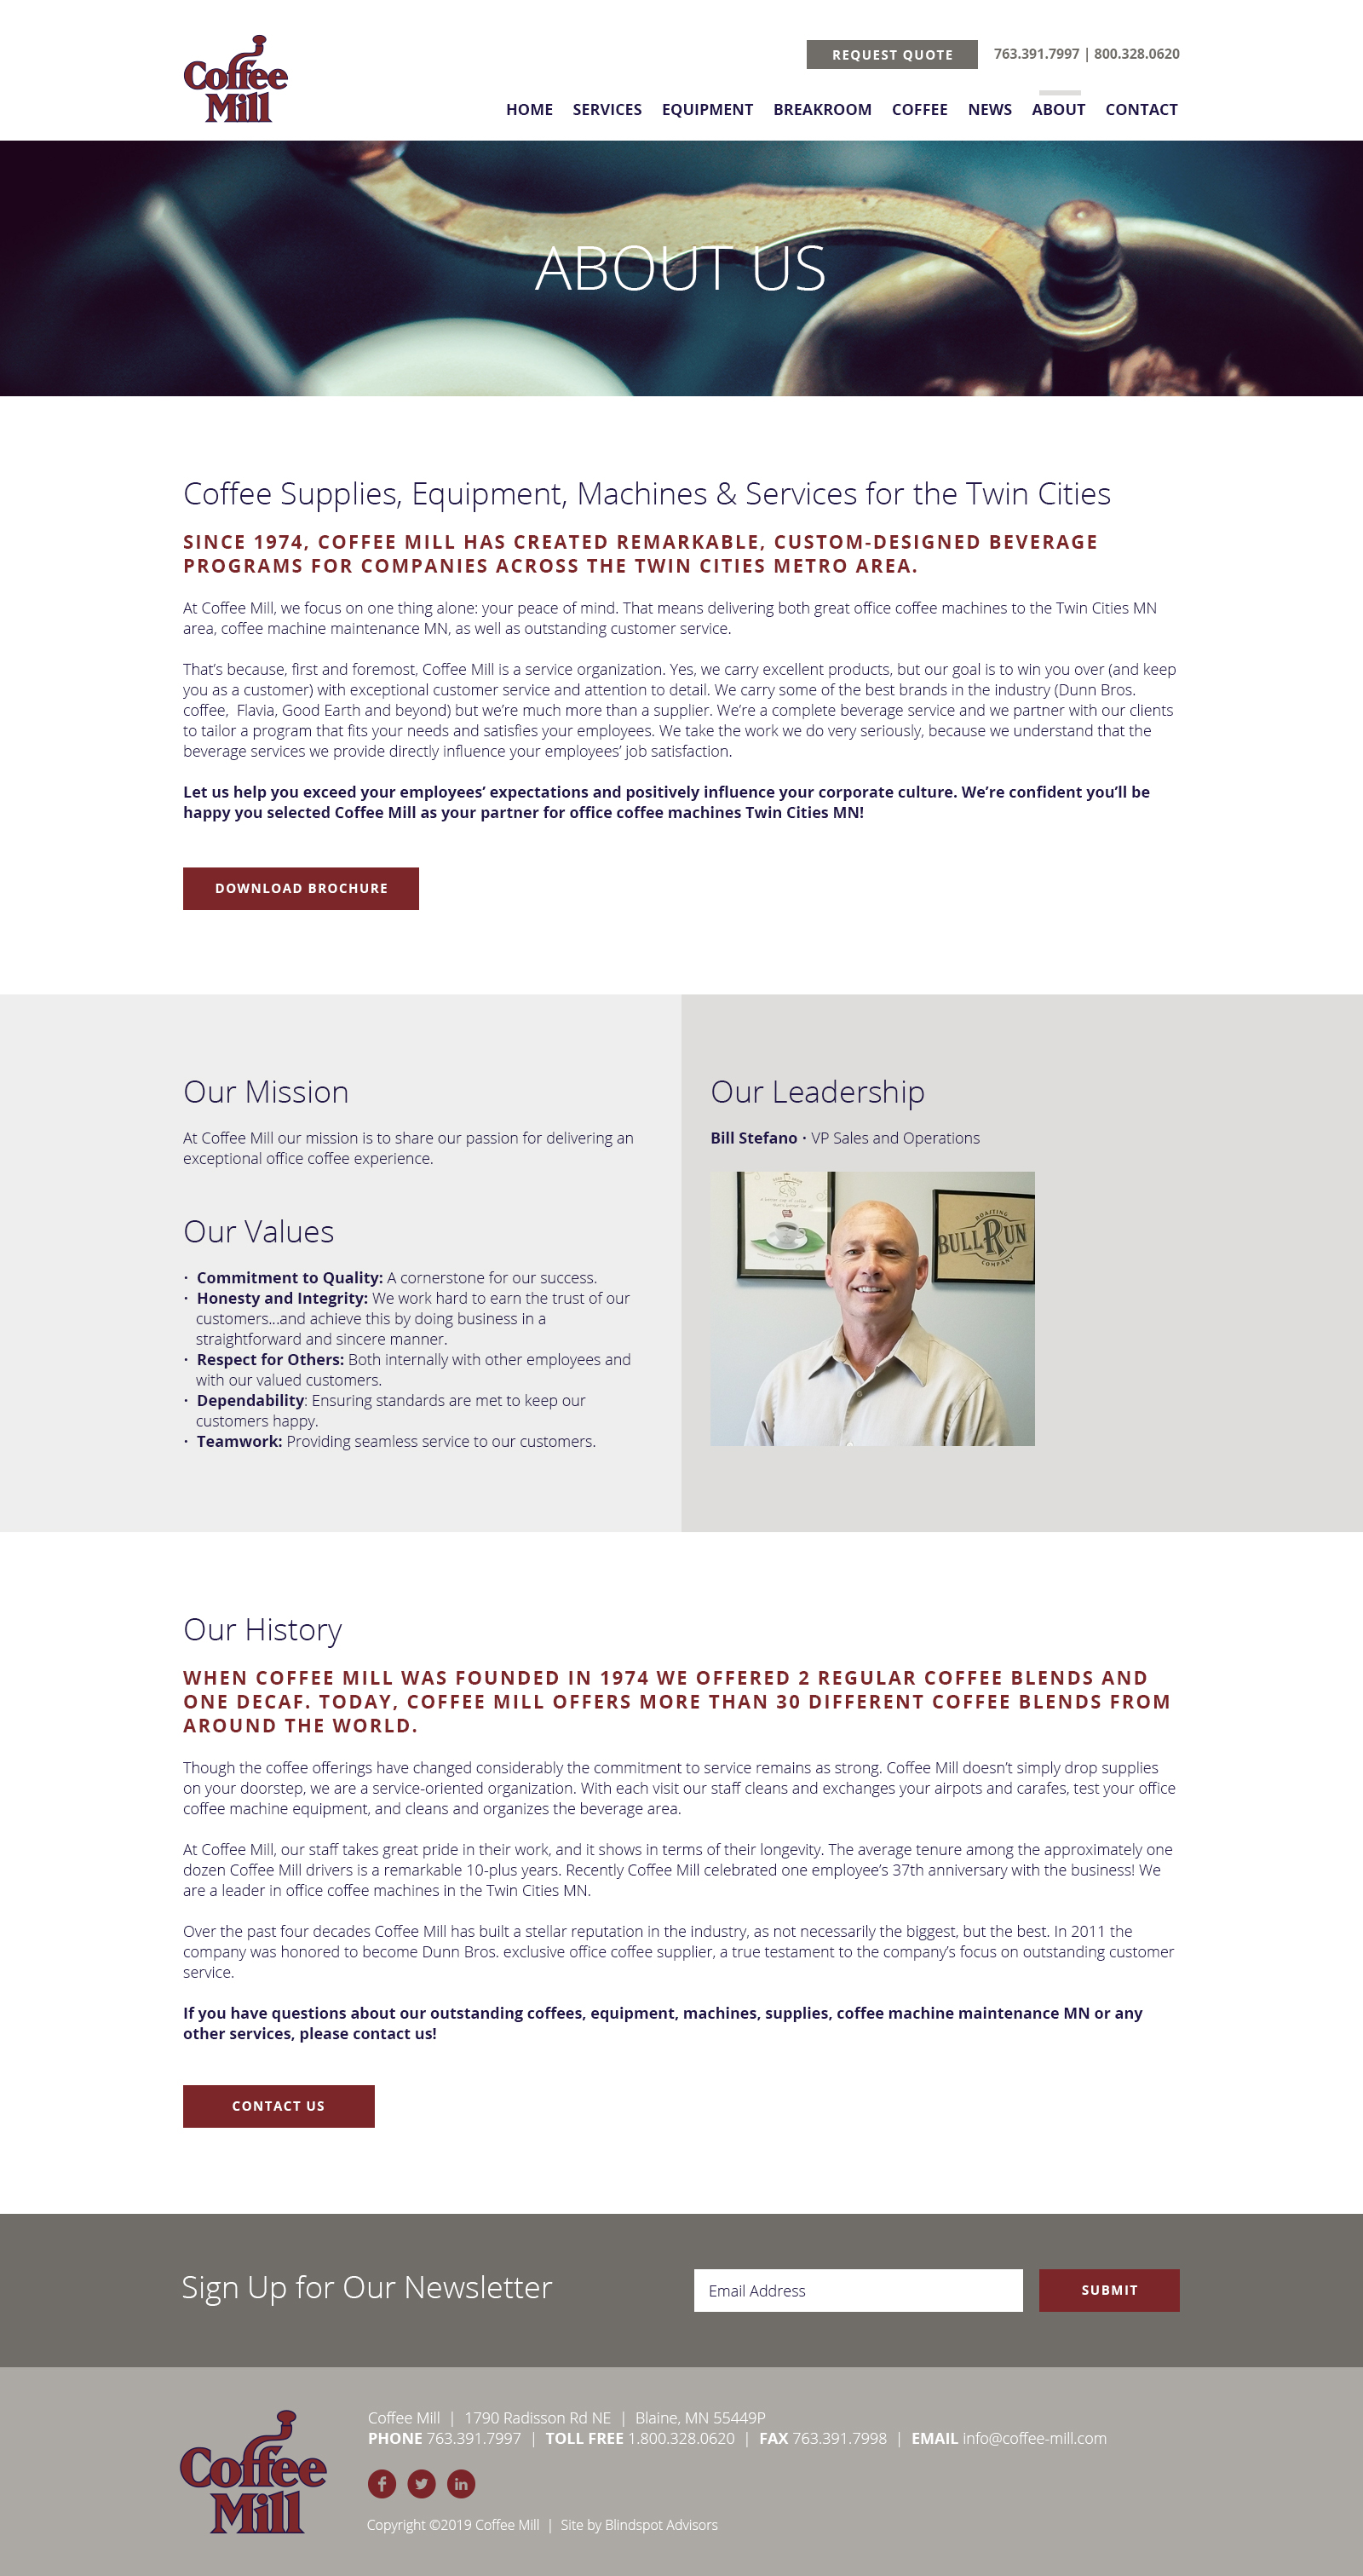 Coffee
Mill
REQUEST QUOTE
763.391.7997 | 800.328.0620
HOME SERVICES EQUIPMENT BREAKROOM COFFEE NEWS ABOUT CONTACT
ABOUT US
Coffee Supplies, Equipment, Machines & Services for the Twin Cities
SINCE 1974, COFFEE MILL HAS CREATED REMARKABLE, CUSTOM-DESIGNED BEVERAGE
PROGRAMS FOR COMPANIES ACROSS THE TWIN CITIES METRO AREA.
At Coffee Mill, we focus on one thing alone: your peace of mind. That means delivering both great office coffee machines to the Twin Cities MN
area, coffee machine maintenance MN, as well as outstanding customer service.
That’s because, first and foremost, Coffee Mill is a service organization. Yes, we carry excellent products, but our goal is to win you over (and keep
you as a customer) with exceptional customer service and attention to detail. We carry some of the best brands in the industry (Dunn Bros.
coffee,  Flavia, Good Earth and beyond) but we’re much more than a supplier. We’re a complete beverage service and we partner with our clients
to tailor a program that fits your needs and satisfies your employees. We take the work we do very seriously, because we understand that the
beverage services we provide directly influence your employees’ job satisfaction.
Let us help you exceed your employees’ expectations and positively influence your corporate culture. We’re confident you’ll be
happy you selected Coffee Mill as your partner for office coffee machines Twin Cities MN!
DOWNLOAD BROCHURE
Our Mission
At Coffee Mill our mission is to share our passion for delivering an
exceptional office coffee experience.
Our Values
· Commitment to Quality: A cornerstone for our success.
· Honesty and Integrity: We work hard to earn the trust of our
customers...and achieve this by doing business in a
straightforward and sincere manner.
· Respect for Others: Both internally with other employees and
with our valued customers.
· Dependability: Ensuring standards are met to keep our
customers happy.
· Teamwork: Providing seamless service to our customers.
Our Leadership
Bill Stefano · VP Sales and Operations
ROASTING
BULL RUN
COMPANY
Our History
WHEN COFFEE MILL WAS FOUNDED IN 1974 WE OFFERED 2 REGULAR COFFEE BLENDS AND
ONE DECAF. TODAY, COFFEE MILL OFFERS MORE THAN 30 DIFFERENT COFFEE BLENDS FROM
AROUND THE WORLD.
Though the coffee offerings have changed considerably the commitment to service remains as strong. Coffee Mill doesn’t simply drop supplies
on your doorstep, we are a service-oriented organization. With each visit our staff cleans and exchanges your airpots and carafes, test your office
coffee machine equipment, and cleans and organizes the beverage area.
At Coffee Mill, our staff takes great pride in their work, and it shows in terms of their longevity. The average tenure among the approximately one
dozen Coffee Mill drivers is a remarkable 10-plus years. Recently Coffee Mill celebrated one employee’s 37th anniversary with the business! We
are a leader in office coffee machines in the Twin Cities MN.
Over the past four decades Coffee Mill has built a stellar reputation in the industry, as not necessarily the biggest, but the best. In 2011 the
company was honored to become Dunn Bros. exclusive office coffee supplier, a true testament to the company’s focus on outstanding customer
service.
If you have questions about our outstanding coffees, equipment, machines, supplies, coffee machine maintenance MN or any
other services, please contact us!
CONTACT US
Sign Up for Our Newsletter
Email Address
SUBMIT
Coffee
Mill
Coffee Mill | 1790 Radisson Rd NE | Blaine, MN 55449P
PHONE 763.391.7997 | TOLL FREE 1.800.328.0620 | FAX 763.391.7998 | EMAIL info@coffee-mill.com
Copyright ©2019 Coffee Mill | Site by Blindspot Advisors